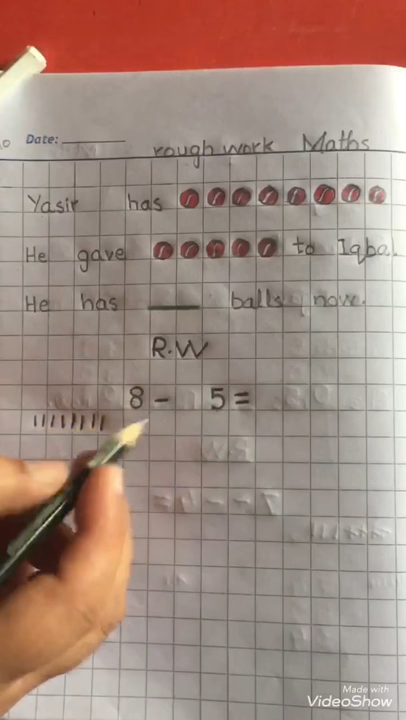 Date:
rough work Maths
Yasir has
He gave to Iqbal
He has ___ balls now.
R.W
8 - 5 =
Made with
VideoShow